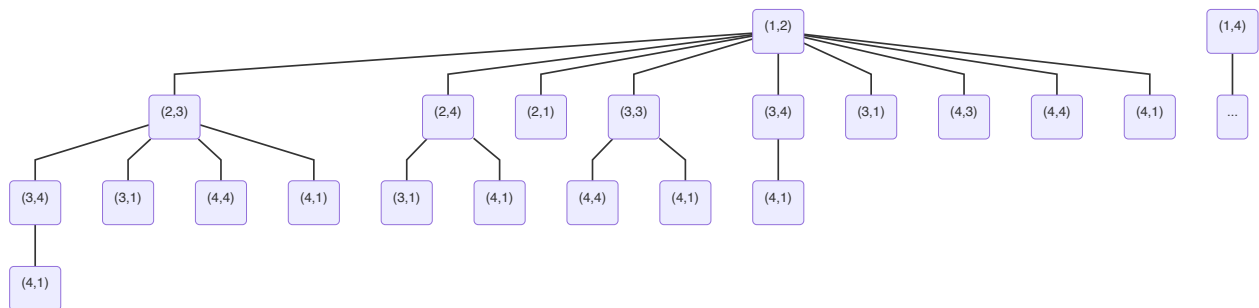 (1,2) (1,4)
(2,3) (2,4) (2,1) (3,3) (3,4) (3,1) (4,3) (4,4) (4,1) ...
(3,4) (3,1) (4,4) (4,1) (3,1) (4,1) (4,4) (4,1) (4,1)
(4,1)